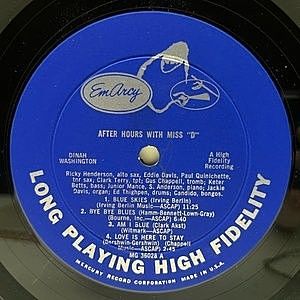 EmArcy
AFTER HOURS WITH MISS "D"
DINAH
WASHINGTON
A High
Fidelity
Recording
Ricky Henderson, alto sax, Eddie Davis, Paul Quinichette,
tnr sax; Clark Terry, tpt; Gus Chappell, tromb; Keter
Betts, bass; Junior Mance, S. Anderson, piano; Jackie
Davis, organ; Ed Thighpen, drums; Candido, bongos.
1. BLUE SKIES (Irving Berlin)
(Irving Berlin Music—ASCAP) 11:25
2. BYE BYE BLUES (Hamm-Bennett-Lown-Gray)
(Bourne, Inc.—ASCAP) 6:40
3. AM I BLUE (Clark Akst)
(Witmark—ASCAP)
4. LOVE IS HERE TO STAY
(Gershwin-Gershwin) (Chappell
Music—ASCAP) 2:45
MG 36028 A
LONG PLAYING HIGH FIDELITY
MERCURY RECORD CORPORATION MADE IN U.S.A.